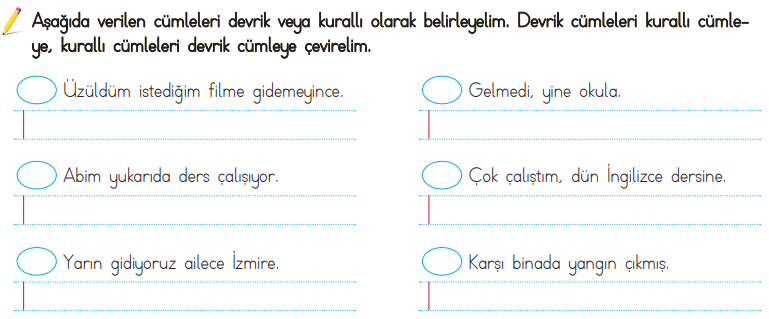 Aşağıda verilen cümleleri devrik veya kurallı olarak belirleyelim. Devrik cümleleri kurallı cümle-
ye, kurallı cümleleri devrik cümleye çevirelim.
Üzüldüm istediğim filme gidemeyince.
Gelmedi, yine okula.
Abim yukarıda ders çalışıyor.
Çok çalıştım, dün İngilizce dersine.
Yarın gidiyoruz ailece İzmire.
Karşı binada yangın çıkmış.